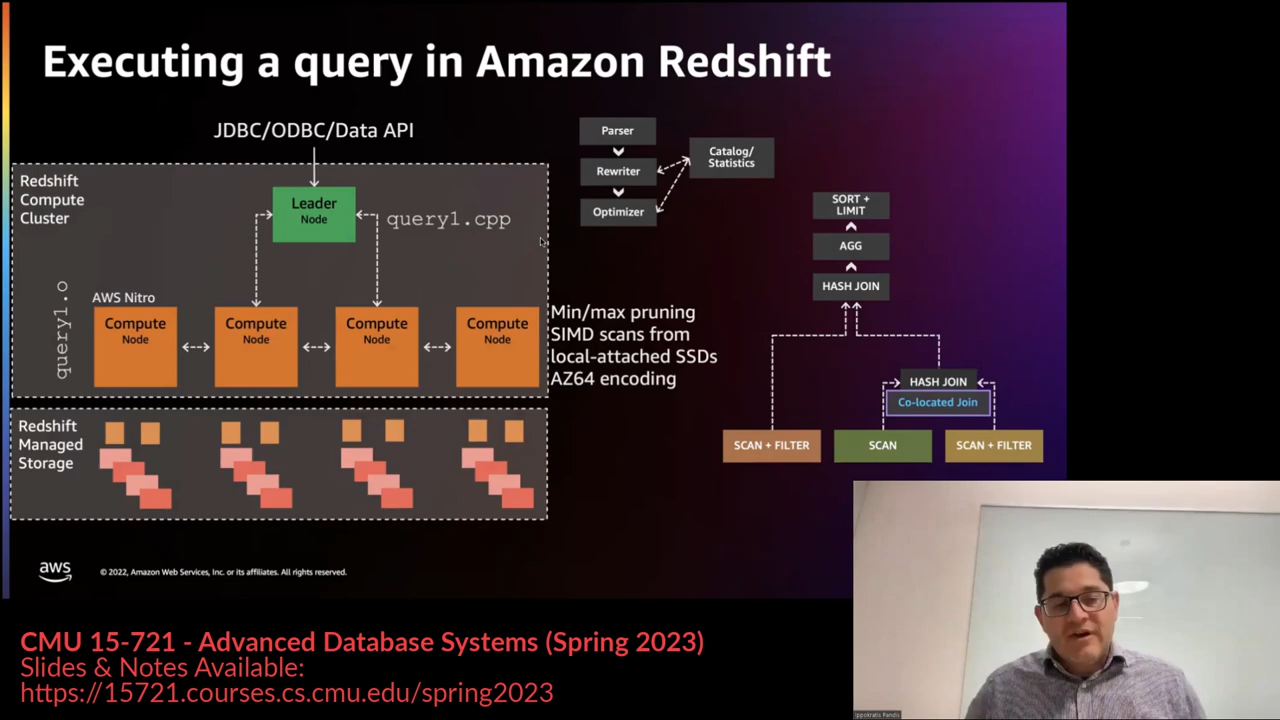 Executing a query in Amazon Redshift
JDBC/ODBC/Data API
Redshift
Compute
Cluster
Leader
Node
query1.cpp
query1.o
AWS Nitro
Compute
Node
Compute
Node
Compute
Node
Compute
Node
Min/max pruning
SIMD scans from
local-attached SSDs
AZ64 encoding
Redshift
Managed
Storage
Parser
Rewriter
Optimizer
Catalog/
Statistics
SORT +
LIMIT
AGG
HASH JOIN
HASH JOIN
Co-located Join
SCAN + FILTER
SCAN
SCAN + FILTER
aws
© 2022, Amazon Web Services, Inc. or its affiliates. All rights reserved.
Ippokratis Pandis
CMU 15-721 - Advanced Database Systems (Spring 2023)
Slides & Notes Available:
https://15721.courses.cs.cmu.edu/spring2023